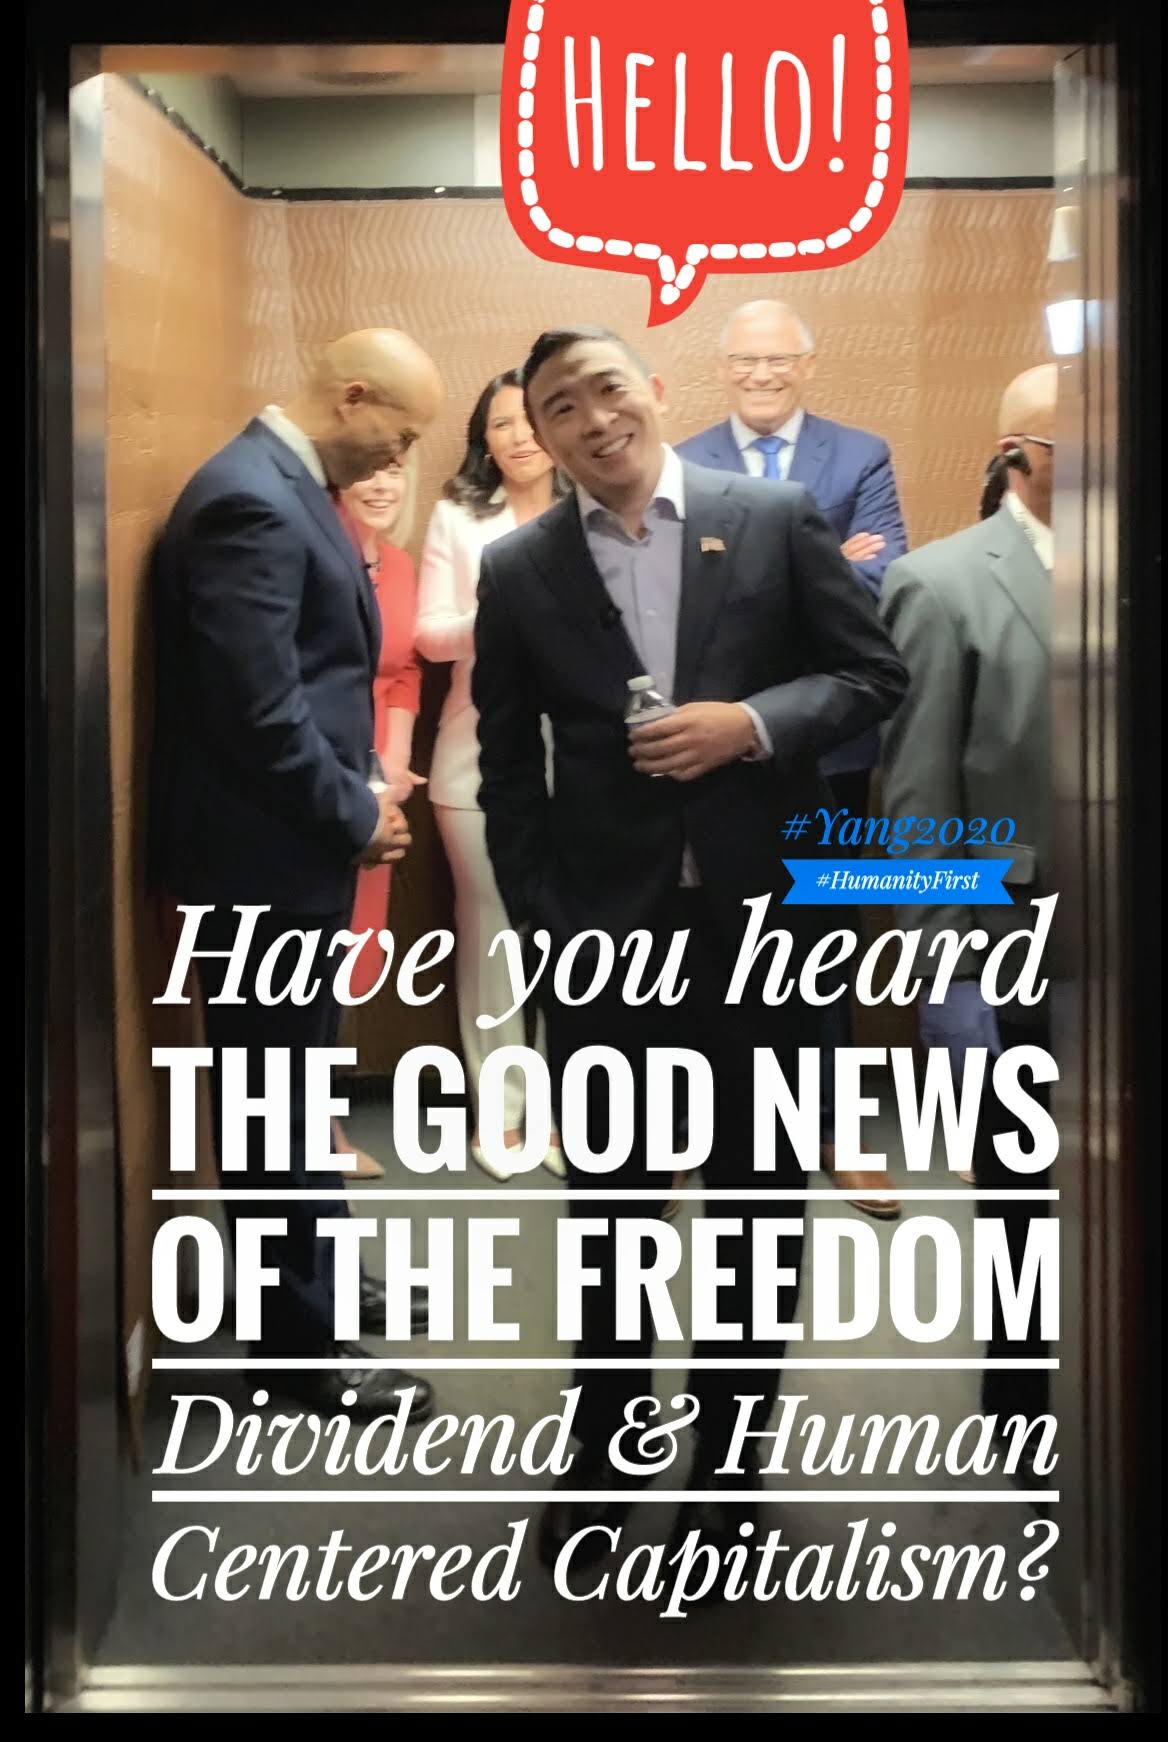 HELLO!
#Yang2020
#HumanityFirst
Have you heard
THE GOOD NEWS
OF THE FREEDOM
Dividend & Human
Centered Capitalism?